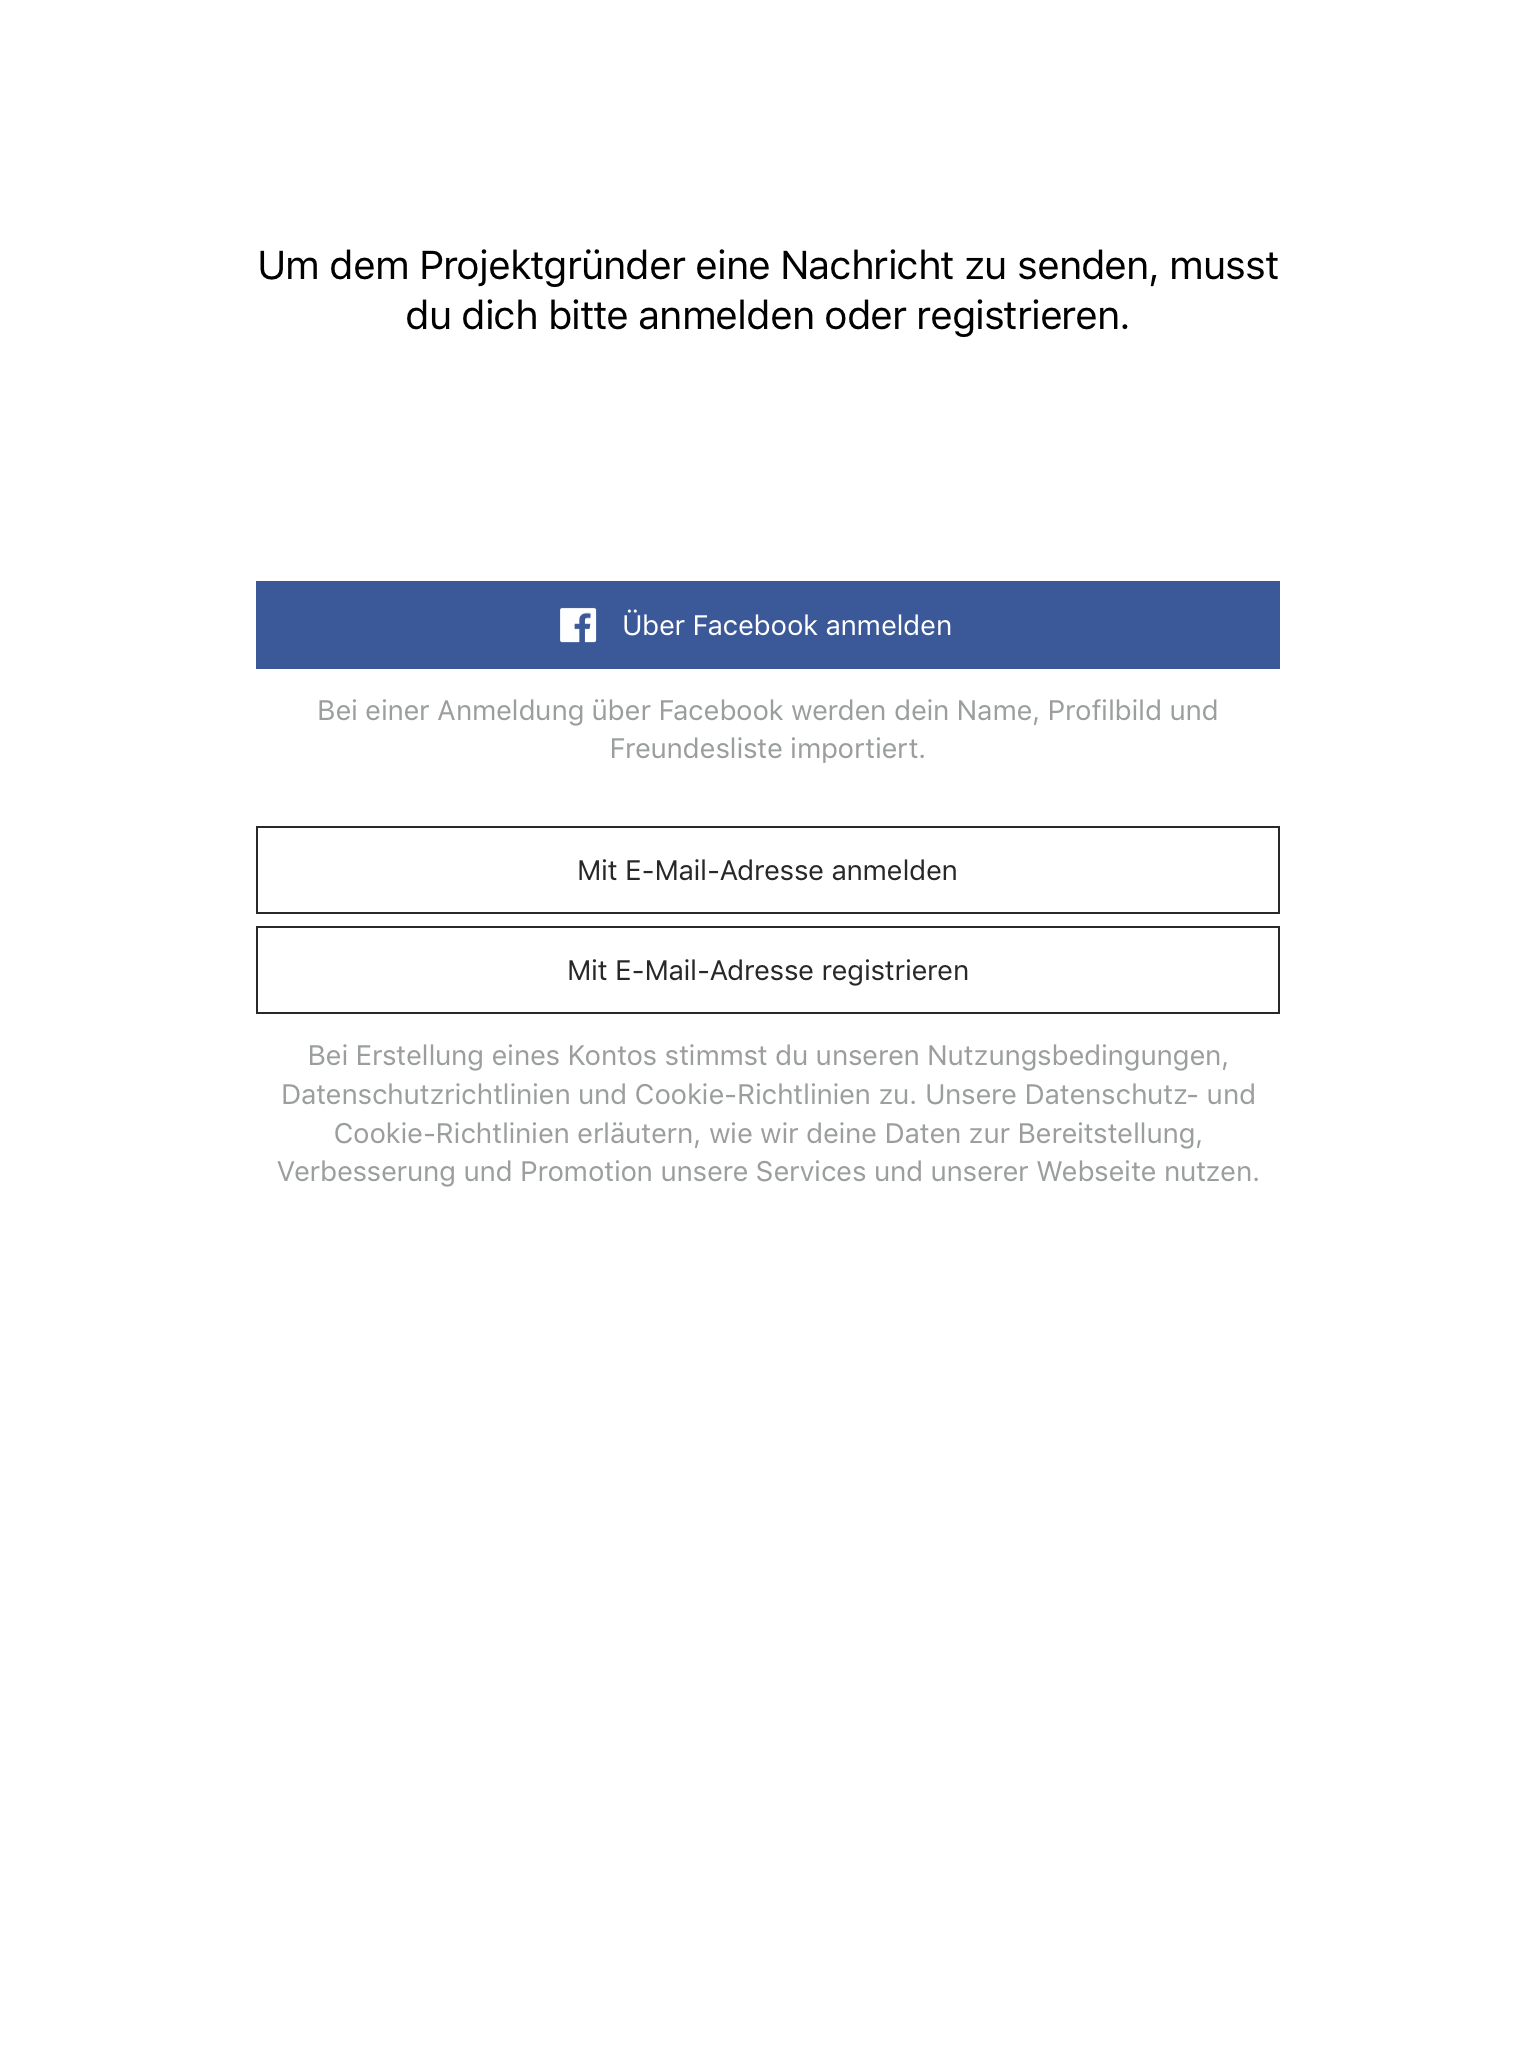 Um dem Projektgründer eine Nachricht zu senden, musst
du dich bitte anmelden oder registrieren.
Über Facebook anmelden
Bei einer Anmeldung über Facebook werden dein Name, Profilbild und
Freundesliste importiert.
Mit E-Mail-Adresse anmelden
Mit E-Mail-Adresse registrieren
Bei Erstellung eines Kontos stimmst du unseren Nutzungsbedingungen,
Datenschutzrichtlinien und Cookie-Richtlinien zu. Unsere Datenschutz- und
Cookie-Richtlinien erläutern, wie wir deine Daten zur Bereitstellung,
Verbesserung und Promotion unsere Services und unserer Webseite nutzen.